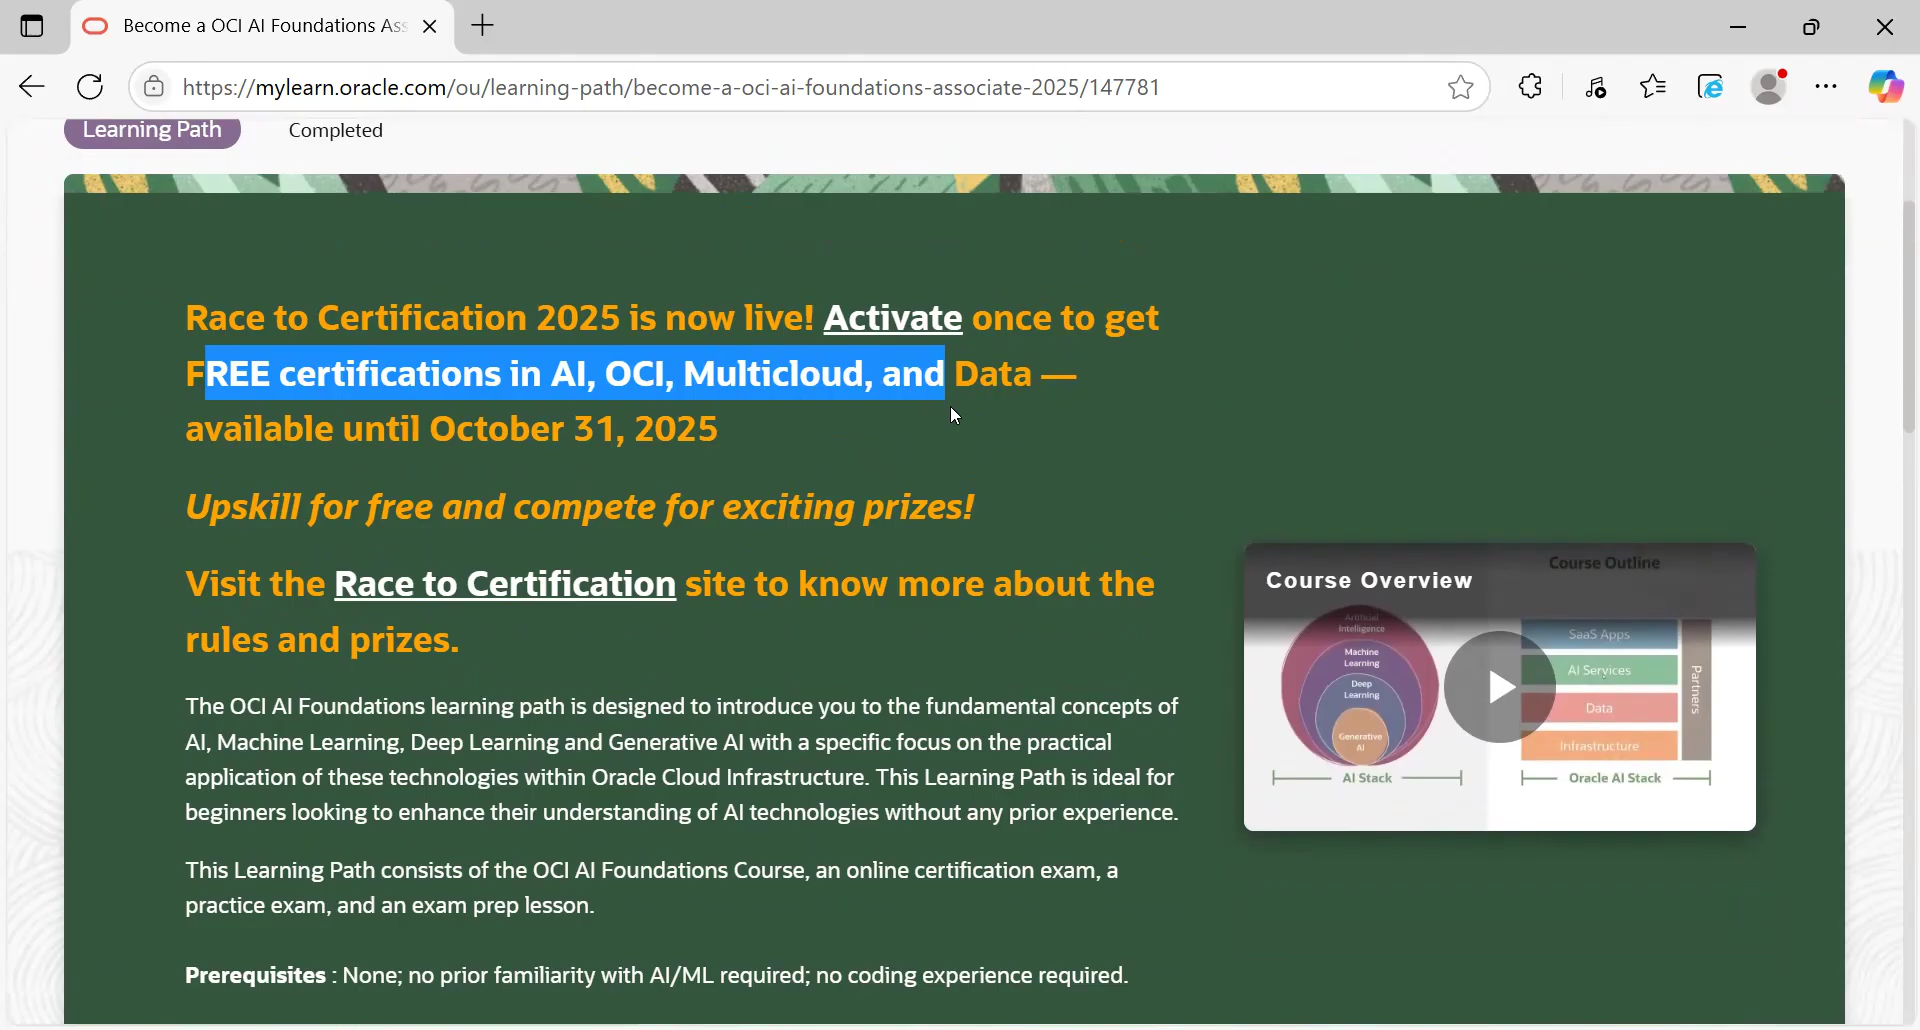 Become a OCI AI Foundations Ass
https://mylearn.oracle.com/ou/learning-path/become-a-oci-ai-foundations-associate-2025/147781
Learning Path
Completed
Race to Certification 2025 is now live! Activate once to get
FREE certifications in AI, OCI, Multicloud, and Data —
available until October 31, 2025
Upskill for free and compete for exciting prizes!
Visit the Race to Certification site to know more about the
rules and prizes.
The OCI AI Foundations learning path is designed to introduce you to the fundamental concepts of
AI, Machine Learning, Deep Learning and Generative AI with a specific focus on the practical
application of these technologies within Oracle Cloud Infrastructure. This Learning Path is ideal for
beginners looking to enhance their understanding of AI technologies without any prior experience.
This Learning Path consists of the OCI AI Foundations Course, an online certification exam, a
practice exam, and an exam prep lesson.
Prerequisites : None; no prior familiarity with AI/ML required; no coding experience required.
Course Overview
Course Outline
Artificial
Intelligence
Machine
Learning
Deep
Learning
Generative
AI
AI Stack
SaaS Apps
AI Services
Data
Infrastructure
Partners
Oracle AI Stack